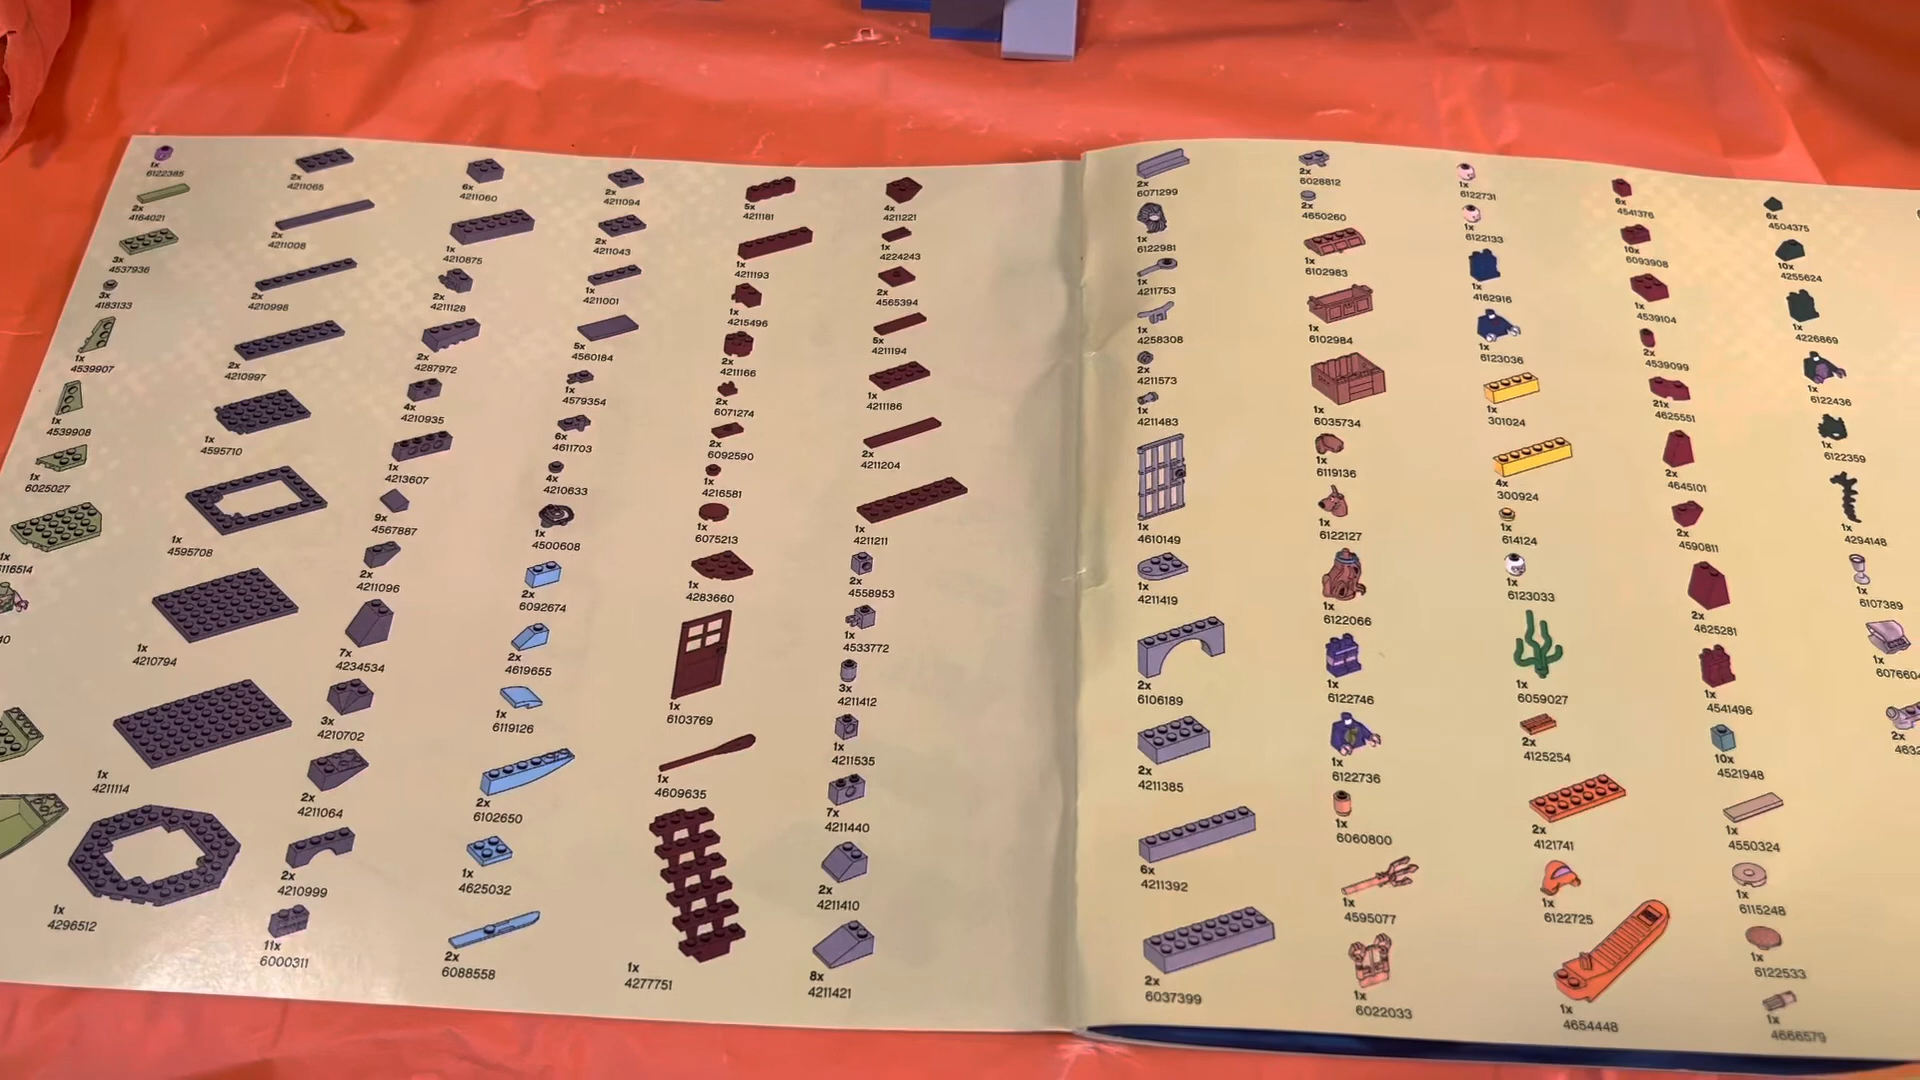 1x
6122385
2x
4164021
3x
4537936
3x
4183133
1x
4539907
1x
4539908
1x
6025027
1x
6116514
40
2x
4211065
2x
4211008
2x
4210998
2x
4210997
1x
4595710
1x
4595708
1x
4210794
1x
4211114
1x
4296512
6x
4211060
1x
4210875
2x
4211128
2x
4287972
4x
4210935
1x
4213607
9x
4567887
2x
4211096
7x
4234534
3x
4210702
2x
4211064
2x
4210999
11x
6000311
2x
4211094
2x
4211043
1x
4211001
5x
4560184
1x
4579354
6x
4611703
4x
4210633
1x
4500608
2x
6092674
2x
4619655
1x
6119126
2x
6102650
1x
4625032
2x
6088558
5x
4211181
1x
4211193
1x
4215496
2x
4211166
2x
6071274
2x
6092590
1x
4216581
1x
6075213
1x
4283660
1x
6103769
1x
4609635
1x
4277751
4x
4211221
1x
4224243
2x
4565394
5x
4211194
1x
4211186
2x
4211204
1x
4211211
2x
4558953
1x
4533772
3x
4211412
1x
4211535
7x
4211440
2x
4211410
8x
4211421
2x
6071299
1x
6122981
1x
4211753
1x
4258308
2x
4211573
1x
4211483
1x
4610149
1x
4211419
2x
6106189
2x
4211385
6x
4211392
2x
6037399
2x
6028812
2x
4650260
1x
6102983
1x
6102984
1x
6035734
1x
6119136
1x
6122127
1x
6122066
1x
6122746
1x
6122736
1x
6060800
1x
4595077
1x
6022033
1x
6122731
1x
6122133
1x
4162916
1x
6123036
1x
301024
4x
300924
1x
614124
1x
6123033
1x
6059027
2x
4125254
2x
4121741
1x
6122725
1x
4654448
6x
4541376
10x
6093908
1x
4539104
2x
4539099
21x
4625551
2x
4645101
2x
4590811
2x
4625281
1x
4541496
10x
4521948
1x
4550324
1x
6115248
1x
6122533
1x
4666579
6x
4504375
10x
4255624
1x
4226869
1x
6122436
1x
6122359
1x
4294148
1x
6107389
1x
607660
2x
463